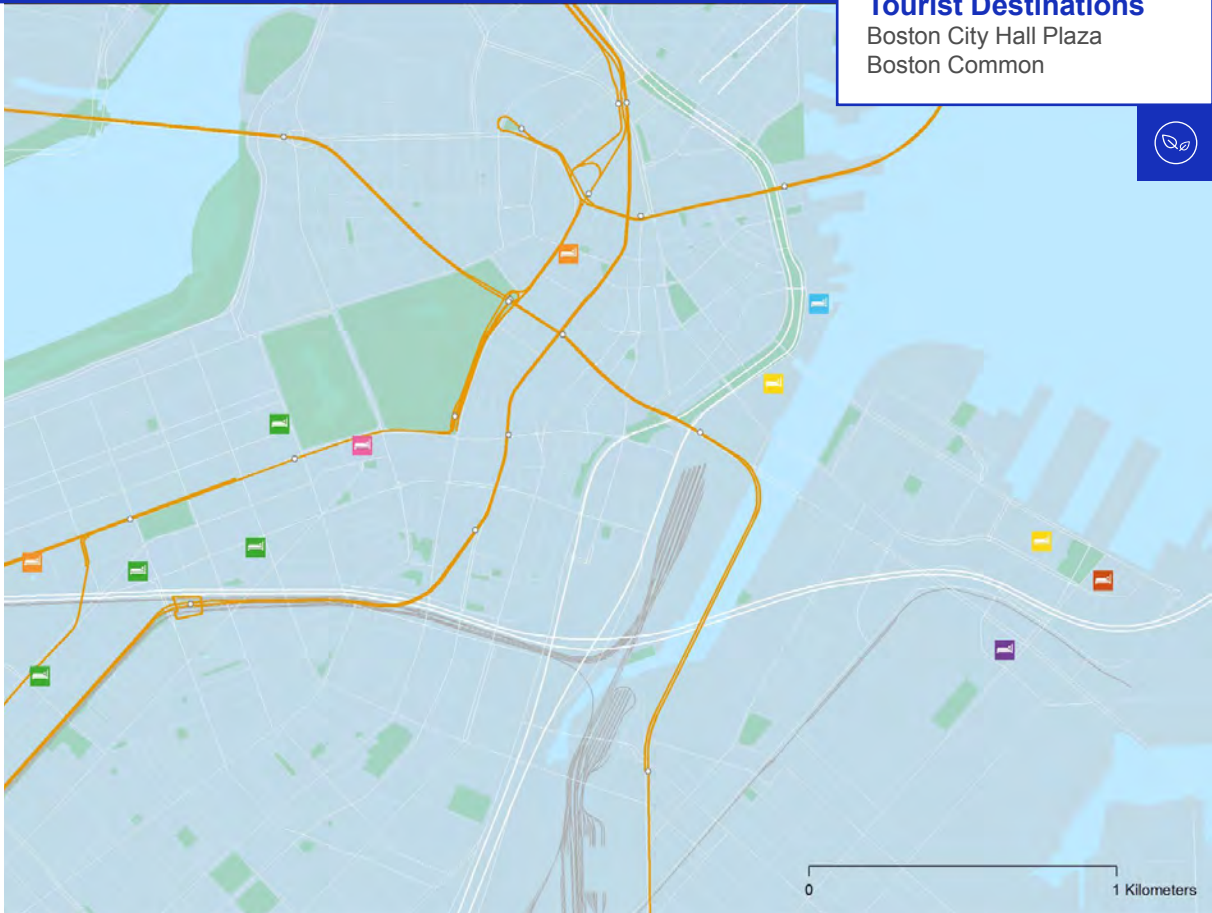 Tourist Destinations
Boston City Hall Plaza
Boston Common
0
1 Kilometers